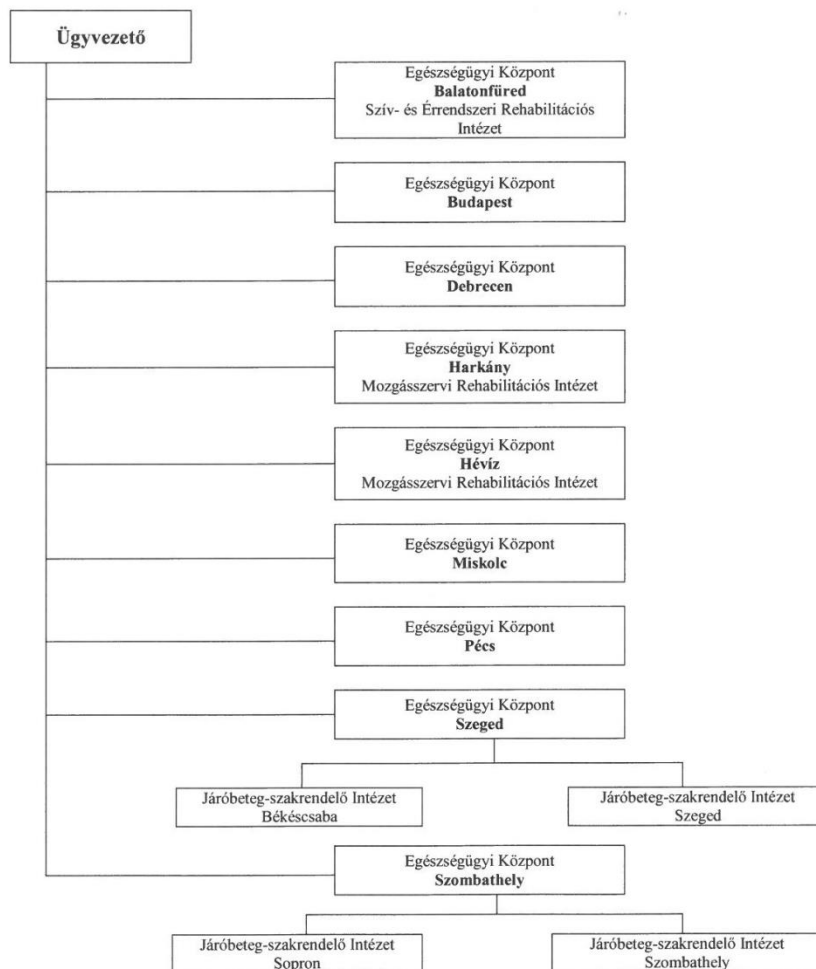 Ügyvezető
Egészségügyi Központ
Balatonfüred
Szív- és Érrendszeri Rehabilitációs
Intézet
Egészségügyi Központ
Budapest
Egészségügyi Központ
Debrecen
Egészségügyi Központ
Harkány
Mozgásszervi Rehabilitációs Intézet
Egészségügyi Központ
Hévíz
Mozgásszervi Rehabilitációs Intézet
Egészségügyi Központ
Miskolc
Egészségügyi Központ
Pécs
Egészségügyi Központ
Szeged
Járóbeteg-szakrendelő Intézet
Békéscsaba
Járóbeteg-szakrendelő Intézet
Szeged
Egészségügyi Központ
Szombathely
Járóbeteg-szakrendelő Intézet
Sopron
Járóbeteg-szakrendelő Intézet
Szombathely